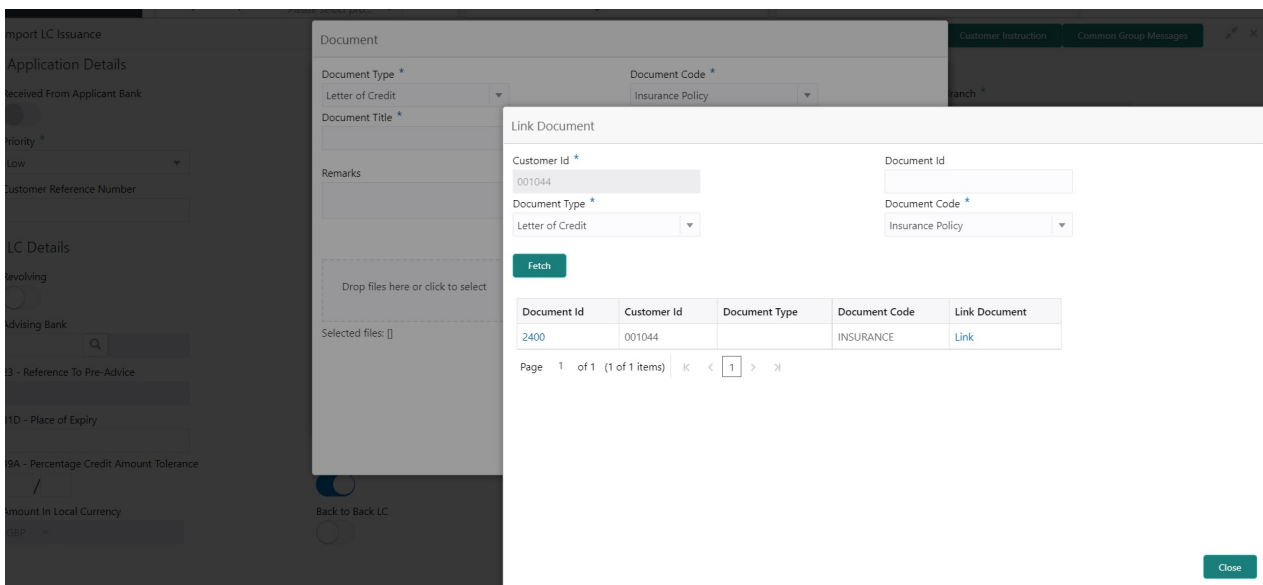 Import LC Issuance
Customer Instruction
Common Group Messages
Application Details
Received From Applicant Bank
Branch *
Priority *
Low
Customer Reference Number
LC Details
Revolving
Advising Bank
23 - Reference To Pre-Advice
31D - Place of Expiry
39A - Percentage Credit Amount Tolerance
/
Amount In Local Currency
GBP
Back to Back LC
Document
Document Type *
Document Code *
Letter of Credit
Insurance Policy
Document Title *
Remarks
Drop files here or click to select
Selected files: []
Link Document
Customer Id *
Document Id
001044
Document Type *
Document Code *
Letter of Credit
Insurance Policy
Fetch
Document Id Customer Id Document Type Document Code Link Document
2400 001044 INSURANCE Link
Page 1 of 1 (1 of 1 items) 1
Close